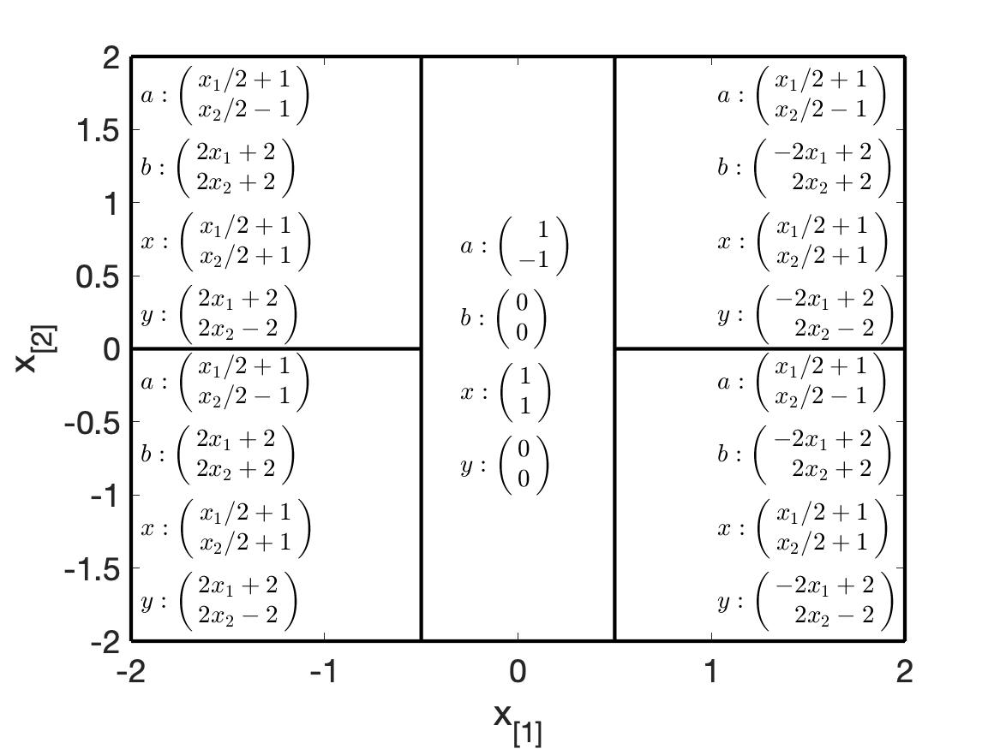 2
1.5
1
0.5
0
-0.5
-1
-1.5
-2
x[2]
a : ( x1/2 + 1
x2/2 − 1 )
b : ( 2x1 + 2
2x2 + 2 )
x : ( x1/2 + 1
x2/2 + 1 )
y : ( 2x1 + 2
2x2 − 2 )
a : ( x1/2 + 1
x2/2 − 1 )
b : ( 2x1 + 2
2x2 + 2 )
x : ( x1/2 + 1
x2/2 + 1 )
y : ( 2x1 + 2
2x2 − 2 )
a : ( 1
−1 )
b : ( 0
0 )
x : ( 1
1 )
y : ( 0
0 )
a : ( x1/2 + 1
x2/2 − 1 )
b : ( −2x1 + 2
2x2 + 2 )
x : ( x1/2 + 1
x2/2 + 1 )
y : ( −2x1 + 2
2x2 − 2 )
a : ( x1/2 + 1
x2/2 − 1 )
b : ( −2x1 + 2
2x2 + 2 )
x : ( x1/2 + 1
x2/2 + 1 )
y : ( −2x1 + 2
2x2 − 2 )
-2 -1 0 1 2
x[1]